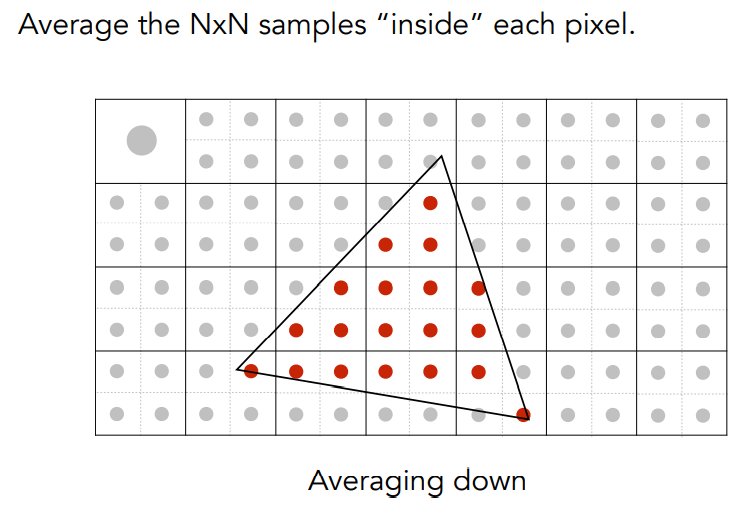 Average the NxN samples “inside” each pixel.
Averaging down